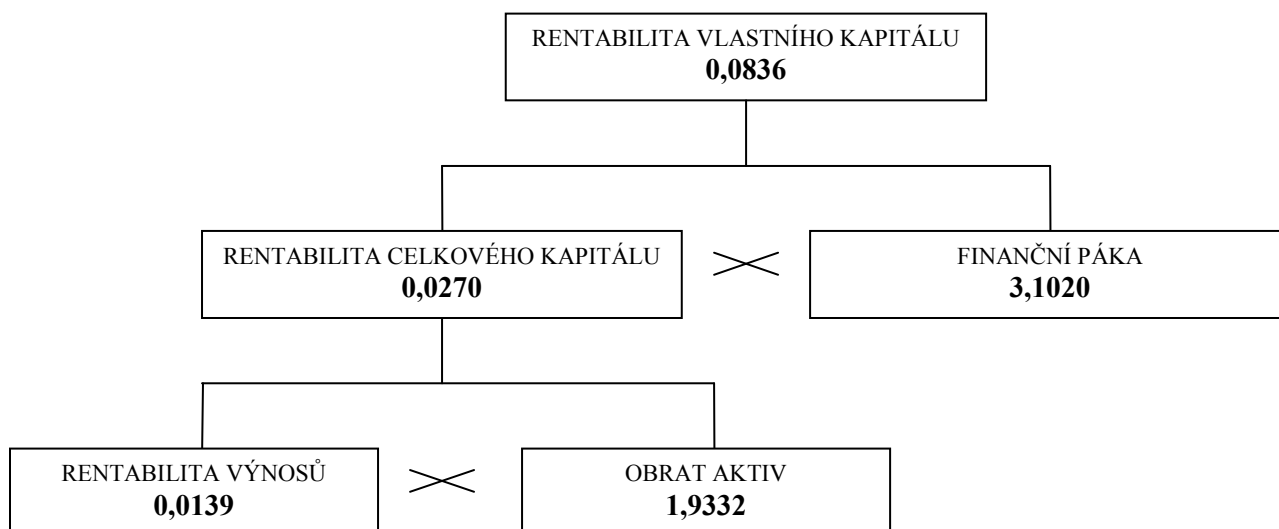 RENTABILITA VLASTNÍHO KAPITÁLU
0,0836
RENTABILITA CELKOVÉHO KAPITÁLU
0,0270
FINANČNÍ PÁKA
3,1020
RENTABILITA VÝNOSŮ
0,0139
OBRAT AKTIV
1,9332